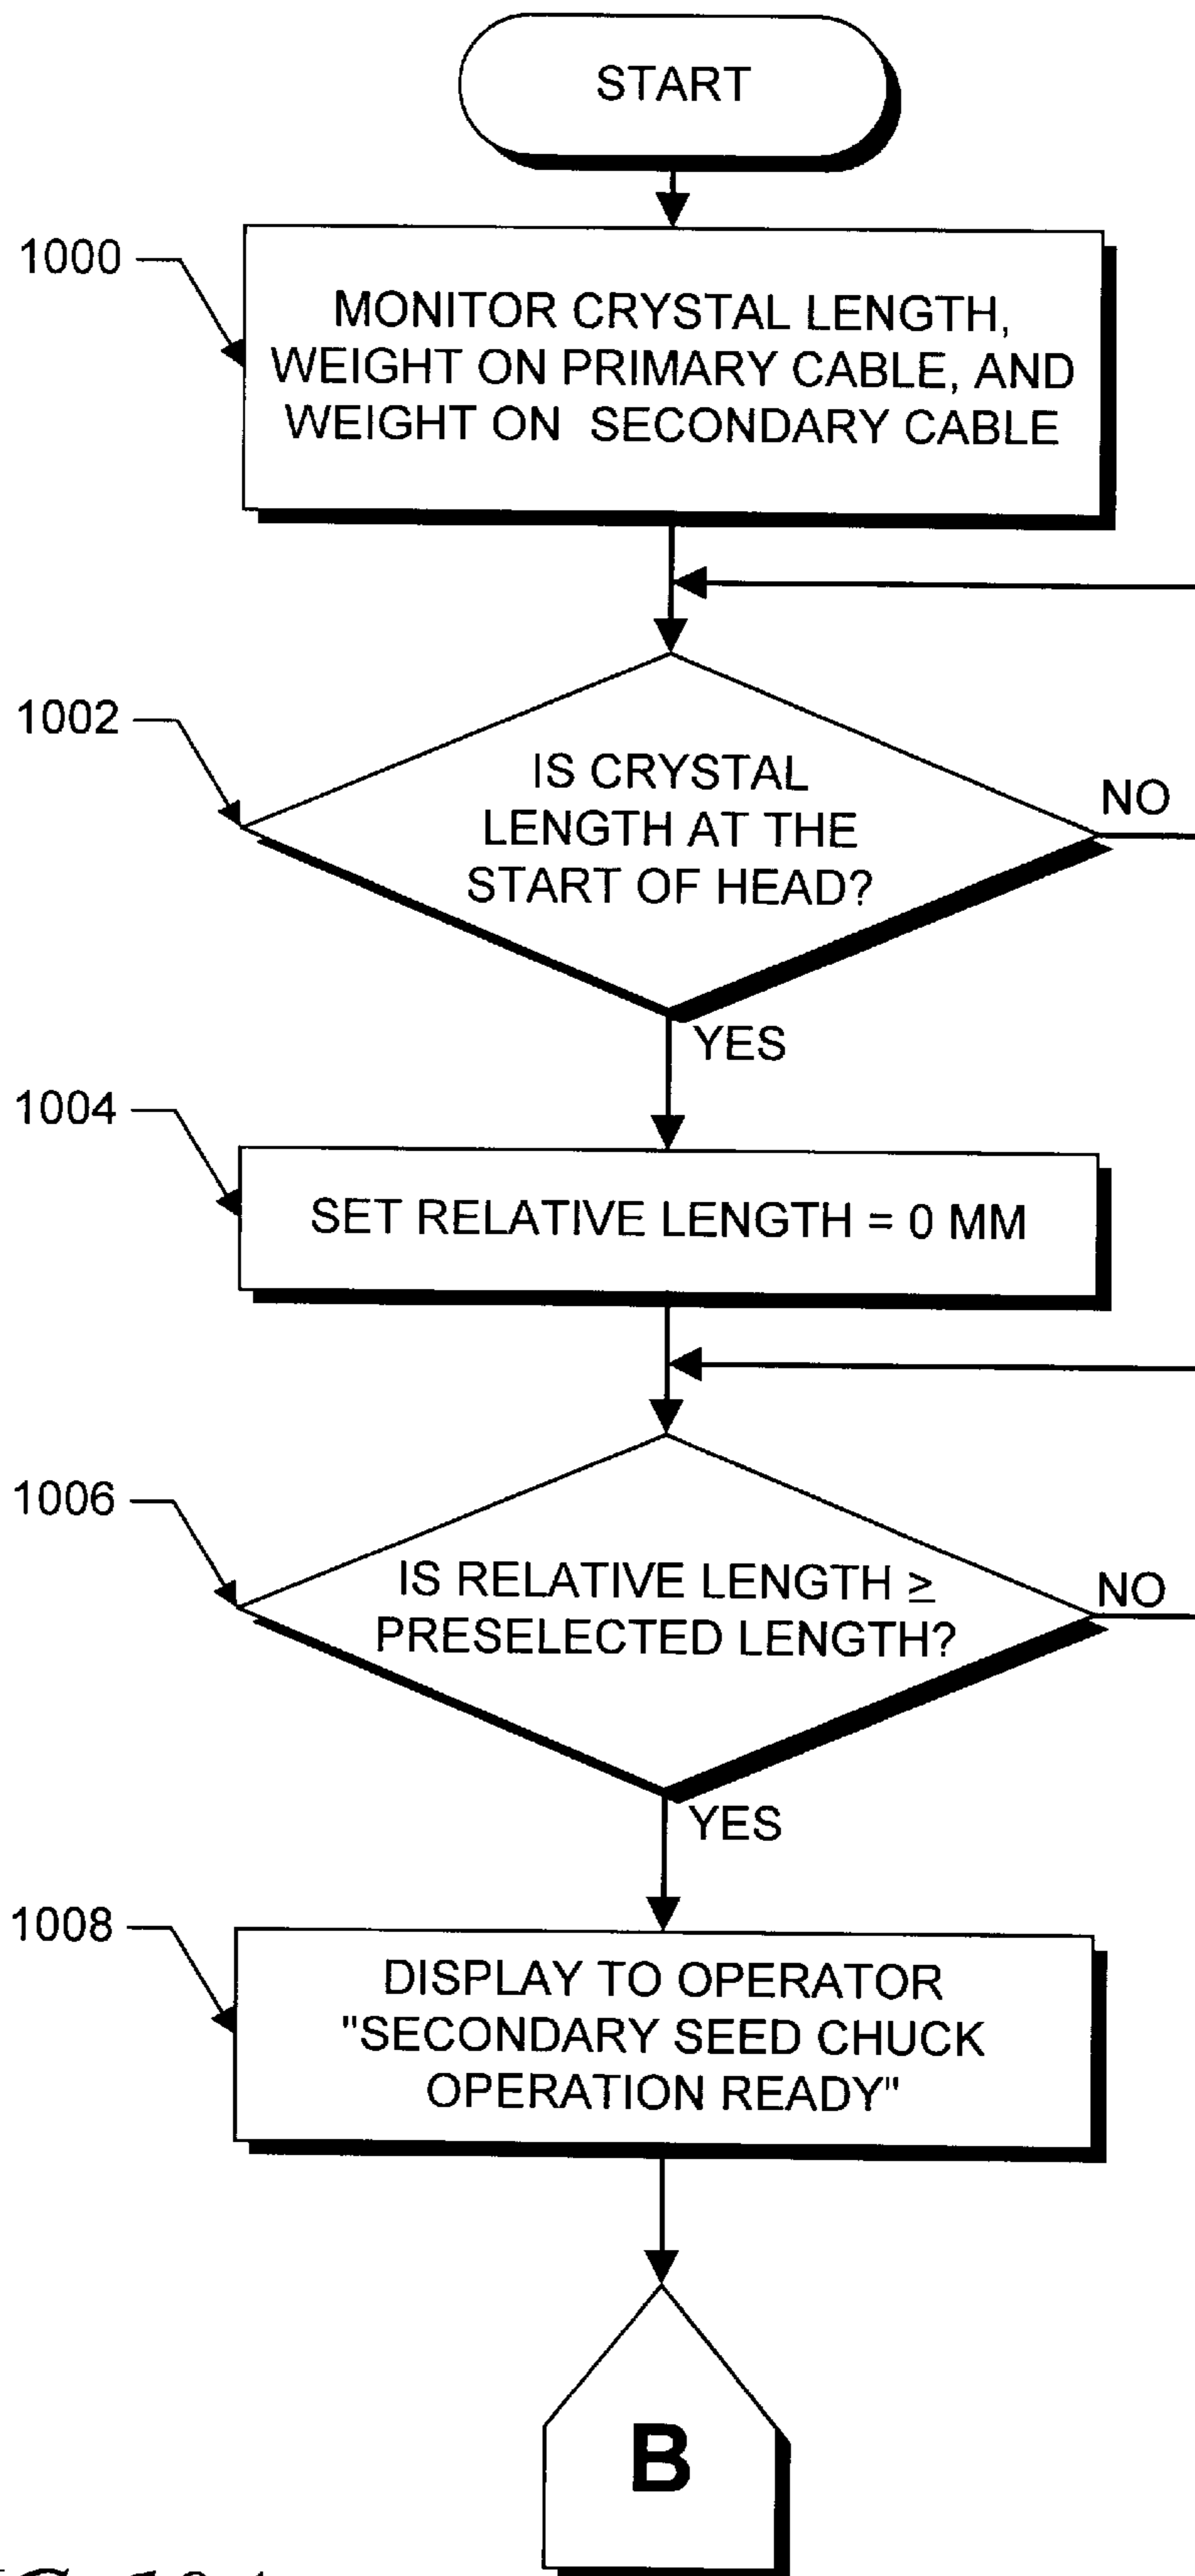 START
1000
MONITOR CRYSTAL LENGTH,
WEIGHT ON PRIMARY CABLE, AND
WEIGHT ON SECONDARY CABLE
1002
IS CRYSTAL
LENGTH AT THE
START OF HEAD?
NO
YES
1004
SET RELATIVE LENGTH = 0 MM
1006
IS RELATIVE LENGTH ≥
PRESELECTED LENGTH?
NO
YES
1008
DISPLAY TO OPERATOR
"SECONDARY SEED CHUCK
OPERATION READY"
B